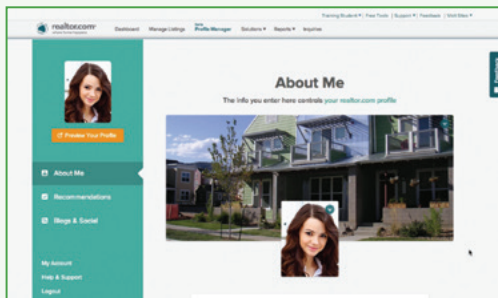 Training Student | Free Tools | Support | Feedback | Visit Sites
realtor.com
Dashboard Manage Listings Profile Manager Solutions Reports Inquiries
Preview Your Profile
About Me
Recommendations
Blogs & Social
My Account
Help & Support
Logout
About Me
The info you enter here controls your realtor.com profile
Feedback